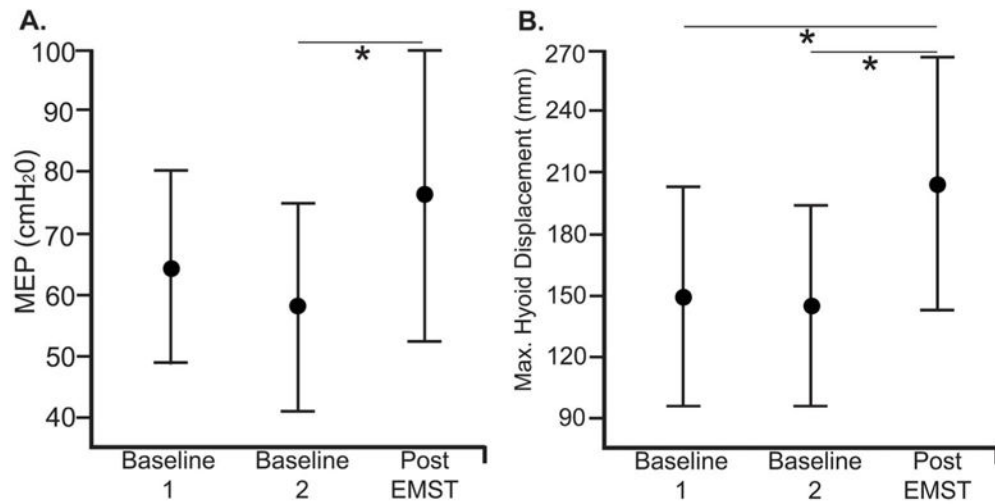 A.
*
100
90
80
70
60
50
40
MEP (cmH₂0)
Baseline 1
Baseline 2
Post EMST
B.
*
*
270
240
210
180
150
120
90
Max. Hyoid Displacement (mm)
Baseline 1
Baseline 2
Post EMST